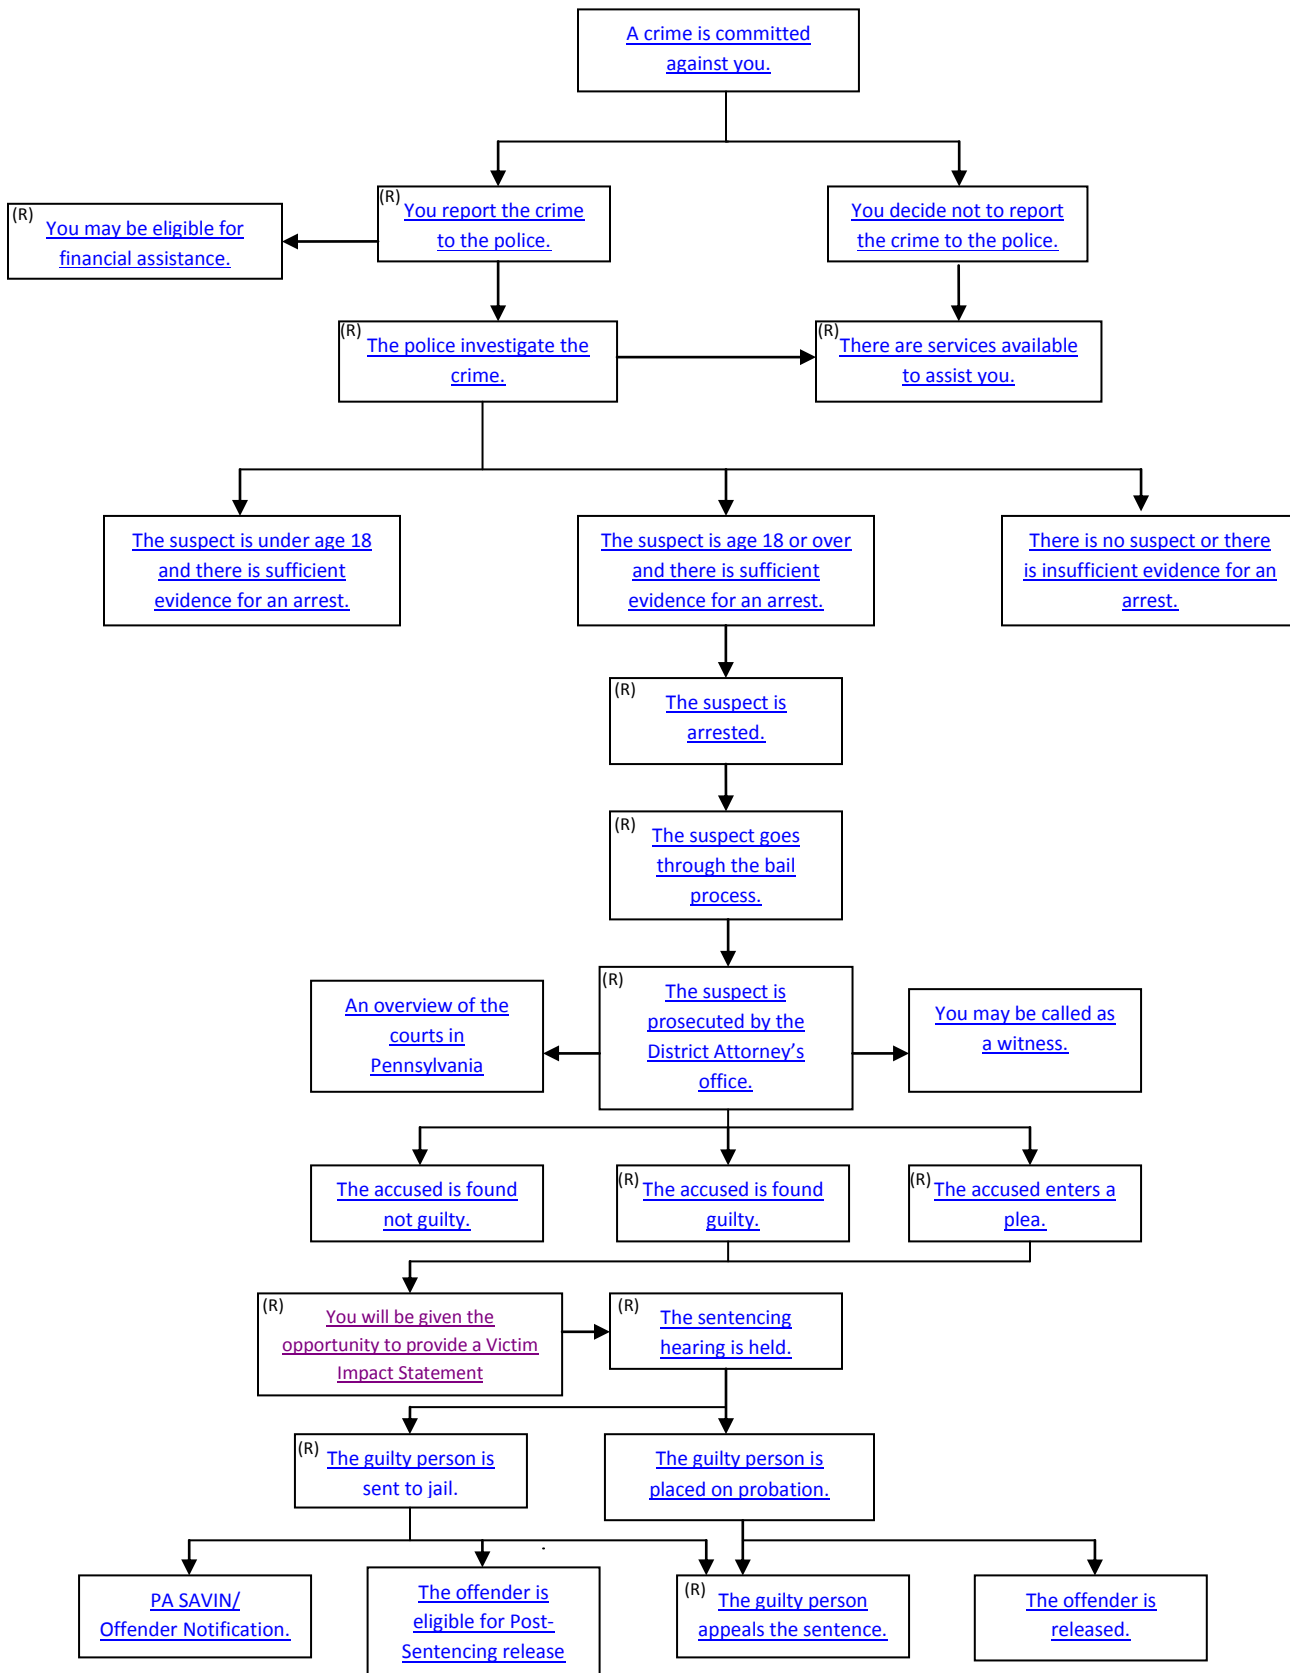 A crime is committed
against you.
(R)
You report the crime
to the police.
You decide not to report
the crime to the police.
(R)
You may be eligible for
financial assistance.
(R)
The police investigate the
crime.
(R)
There are services available
to assist you.
The suspect is under age 18
and there is sufficient
evidence for an arrest.
The suspect is age 18 or over
and there is sufficient
evidence for an arrest.
There is no suspect or there
is insufficient evidence for an
arrest.
(R)
The suspect is
arrested.
(R)
The suspect goes
through the bail
process.
An overview of the
courts in
Pennsylvania
(R)
The suspect is
prosecuted by the
District Attorney’s
office.
You may be called as
a witness.
The accused is found
not guilty.
(R)
The accused is found
guilty.
(R)
The accused enters a
plea.
(R)
You will be given the
opportunity to provide a Victim
Impact Statement
(R)
The sentencing
hearing is held.
(R)
The guilty person is
sent to jail.
The guilty person is
placed on probation.
PA SAVIN/
Offender Notification.
The offender is
eligible for Post-
Sentencing release
(R)
The guilty person
appeals the sentence.
The offender is
released.